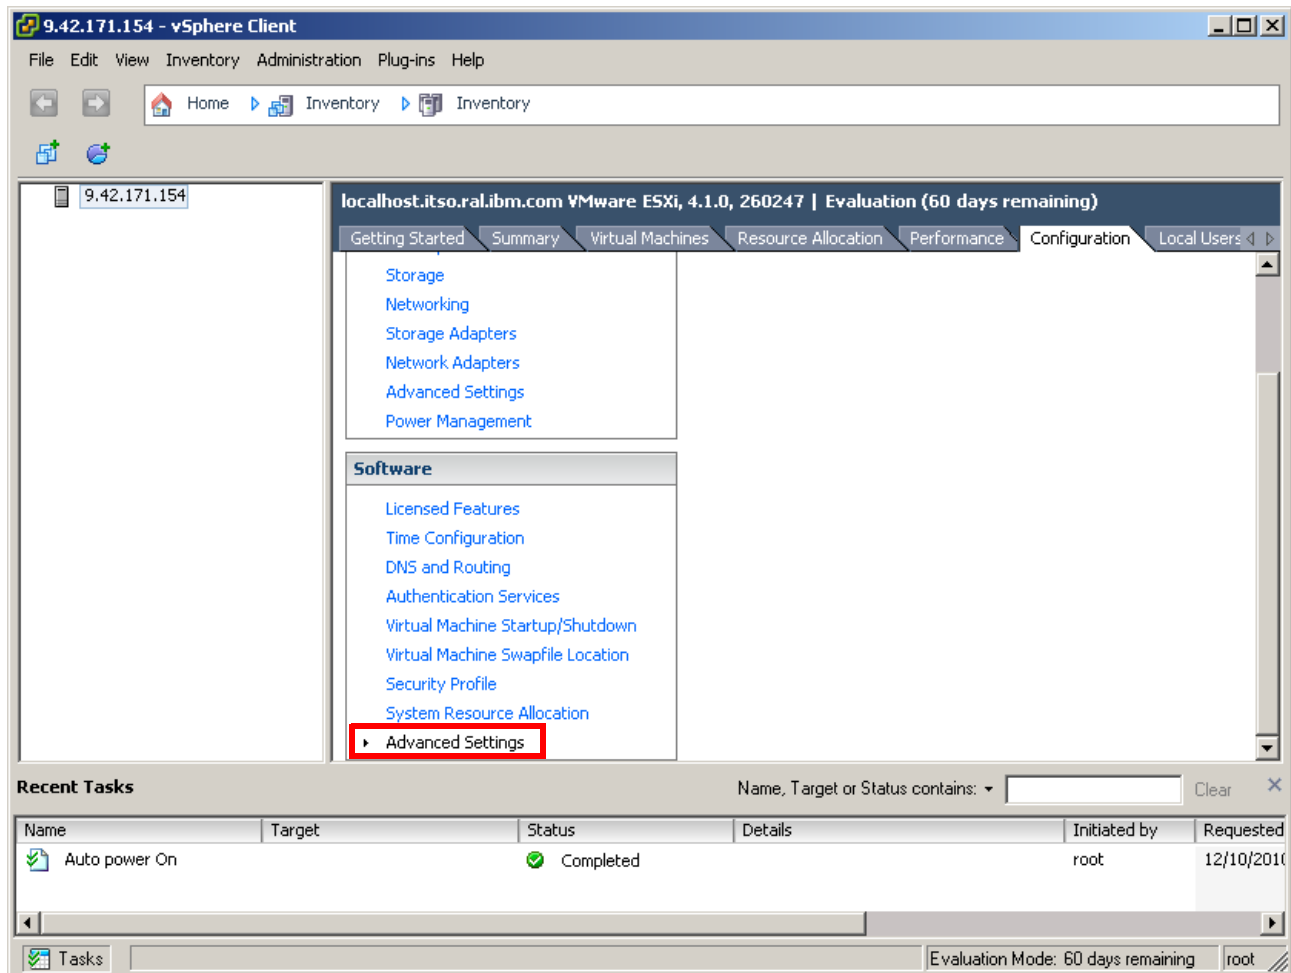 9.42.171.154 - vSphere Client
File Edit View Inventory Administration Plug-ins Help
Home Inventory Inventory
9.42.171.154
localhost.itso.ral.ibm.com VMware ESXi, 4.1.0, 260247 | Evaluation (60 days remaining)
Getting Started Summary Virtual Machines Resource Allocation Performance Configuration Local Users
Storage
Networking
Storage Adapters
Network Adapters
Advanced Settings
Power Management
Software
Licensed Features
Time Configuration
DNS and Routing
Authentication Services
Virtual Machine Startup/Shutdown
Virtual Machine Swapfile Location
Security Profile
System Resource Allocation
Advanced Settings
Recent Tasks Name, Target or Status contains: Clear
Name Target Status Details Initiated by Requested
Auto power On Completed root 12/10/2010
Tasks Evaluation Mode: 60 days remaining root